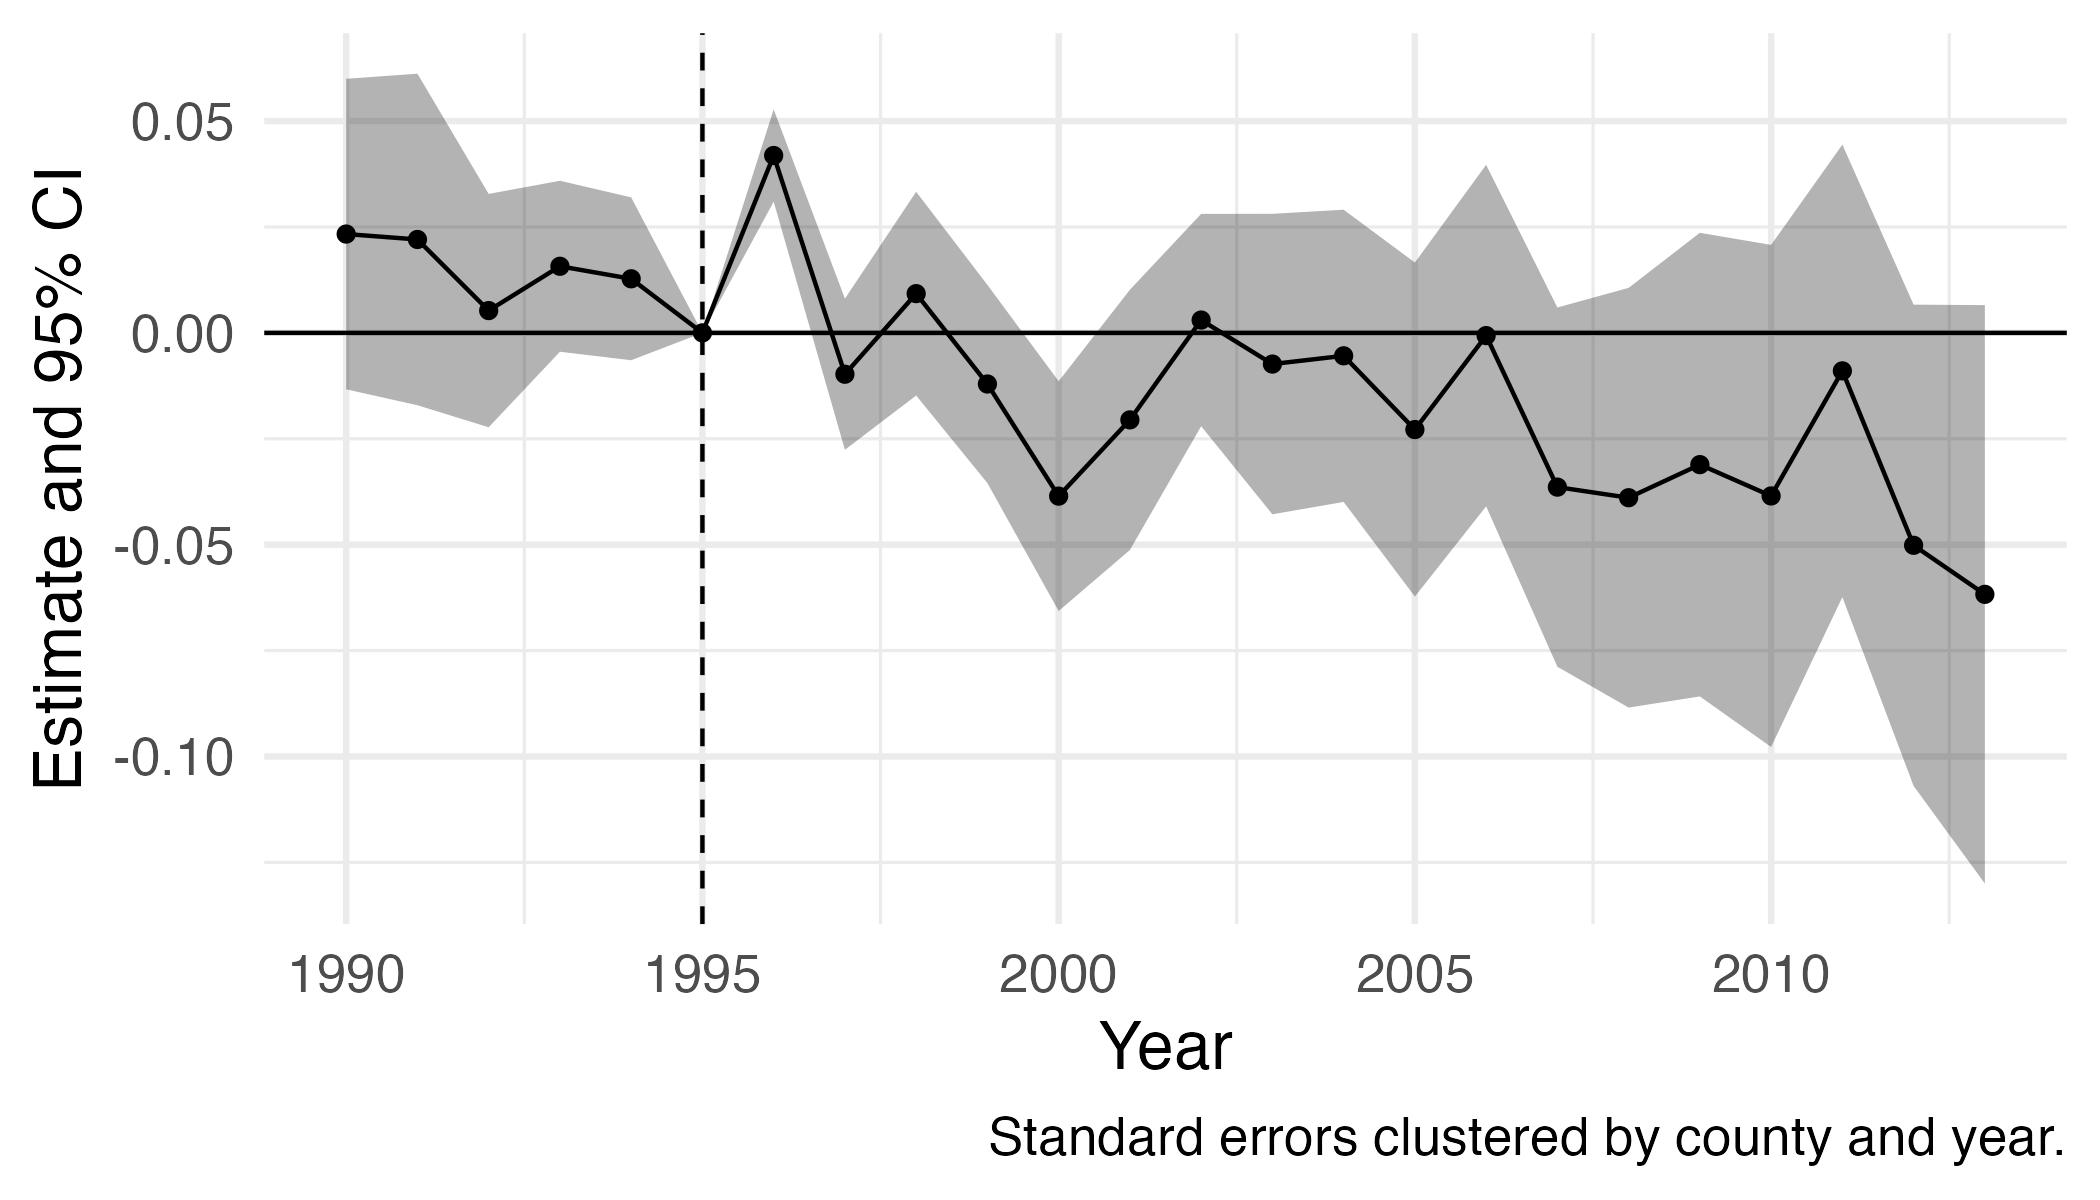 Estimate and 95% CI
0.05
0.00
-0.05
-0.10
1990 1995 2000 2005 2010
Year
Standard errors clustered by county and year.